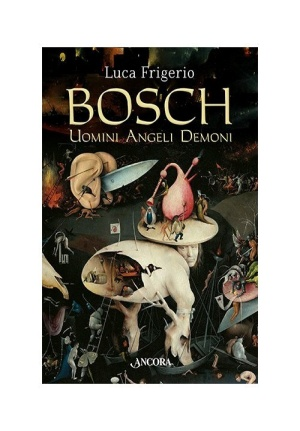 Luca Frigerio
BOSCH
UOMINI ANGELI DEMONI
ANCORA